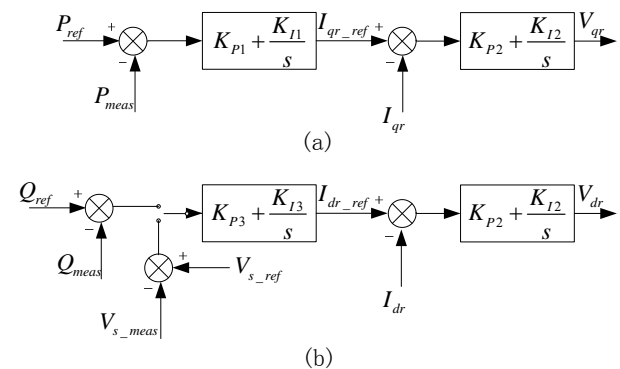 P_ref + − P_meas K_P1 + K_I1/s I_qr_ref + − I_qr K_P2 + K_I2/s V_qr
(a)
Q_ref + − Q_meas + − V_s_ref V_s_meas K_P3 + K_I3/s I_dr_ref + − I_dr K_P2 + K_I2/s V_dr
(b)